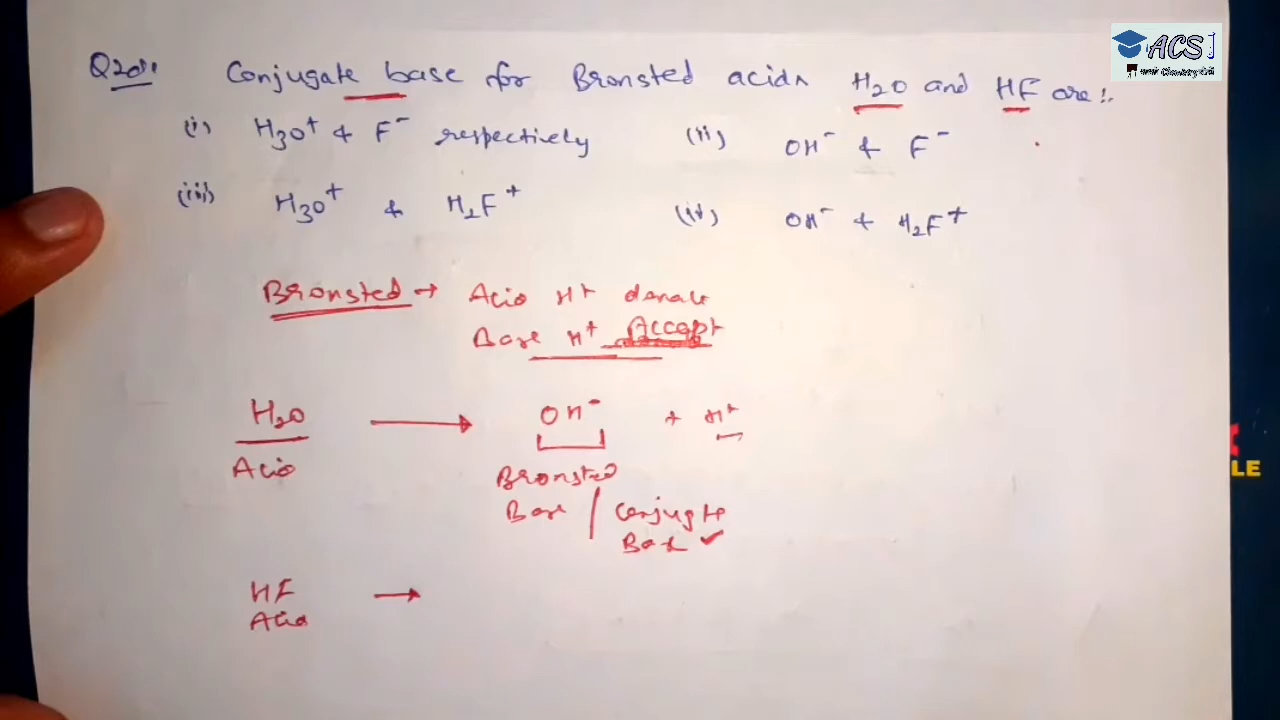 Q20).
Conjugate base for Bronsted acids H2O and HF are:.
(i) H3O+ & F- respectively (ii) OH- & F-
(iii) H3O+ & H2F+ (iv) OH- & H2F+
Bronsted → Acid H+ donate
Base H+ Accept
H2O → OH- + H+
Acid
Bronsted
Base / Conjugate
Base ✓
HF →
Acid
ACS
LE